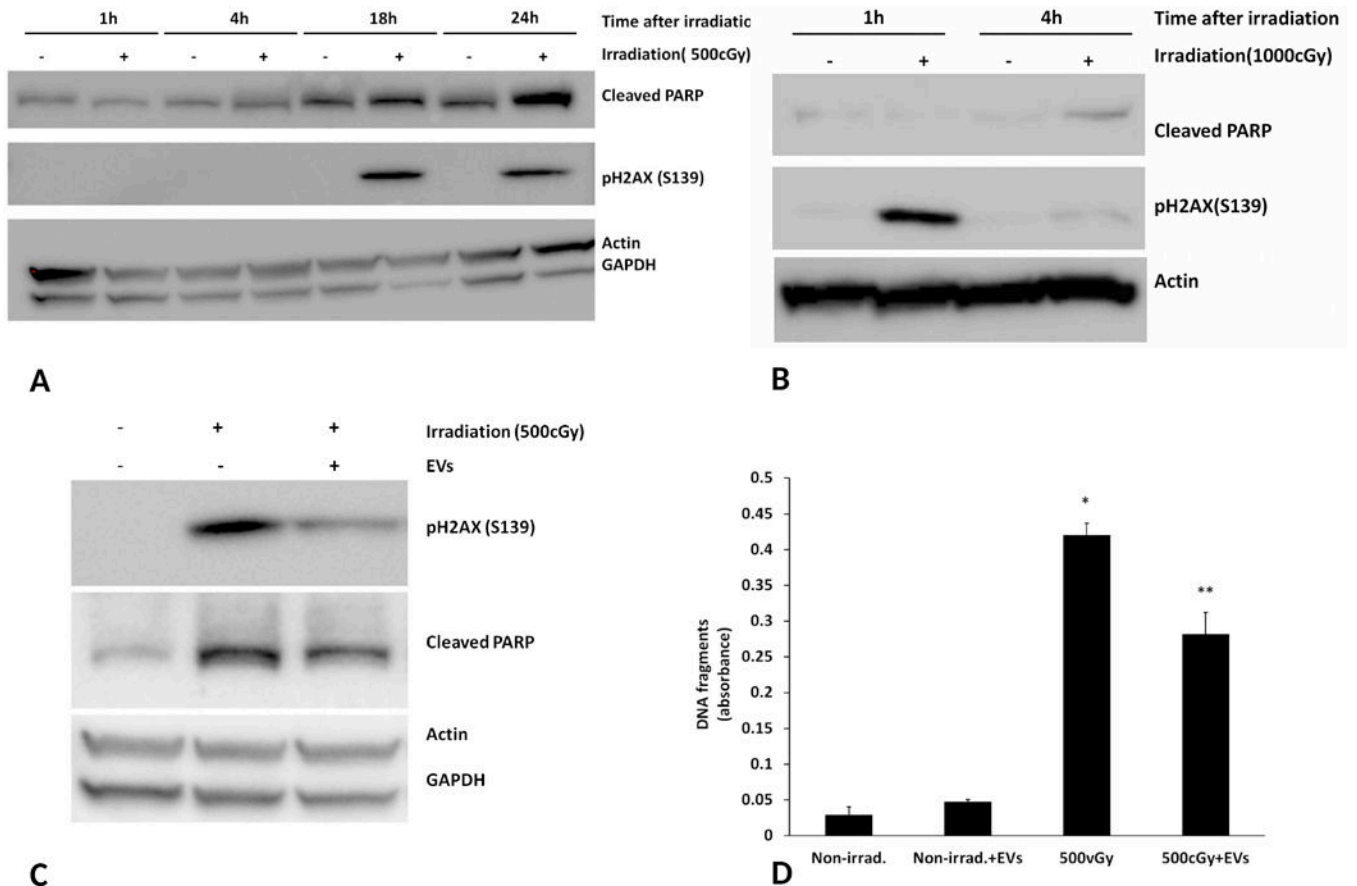 1h 4h 18h 24h Time after irradiatic
- + - + - + - + Irradiation( 500cGy)
Cleaved PARP
pH2AX (S139)
Actin
GAPDH
A
1h 4h Time after irradiation
- + - + Irradiation(1000cGy)
Cleaved PARP
pH2AX(S139)
Actin
B
- + + Irradiation (500cGy)
- - + EVs
pH2AX (S139)
Cleaved PARP
Actin
GAPDH
C
DNA fragments
(absorbance)
0.5
0.45
0.4
0.35
0.3
0.25
0.2
0.15
0.1
0.05
0
*
**
Non-irrad. Non-irrad.+EVs 500vGy 500cGy+EVs
D